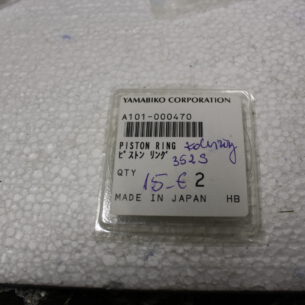 YAMABIKO CORPORATION
A101-000470
PISTON RING
ピストン リング 352S
QTY 15-€ 2
MADE IN JAPAN HB